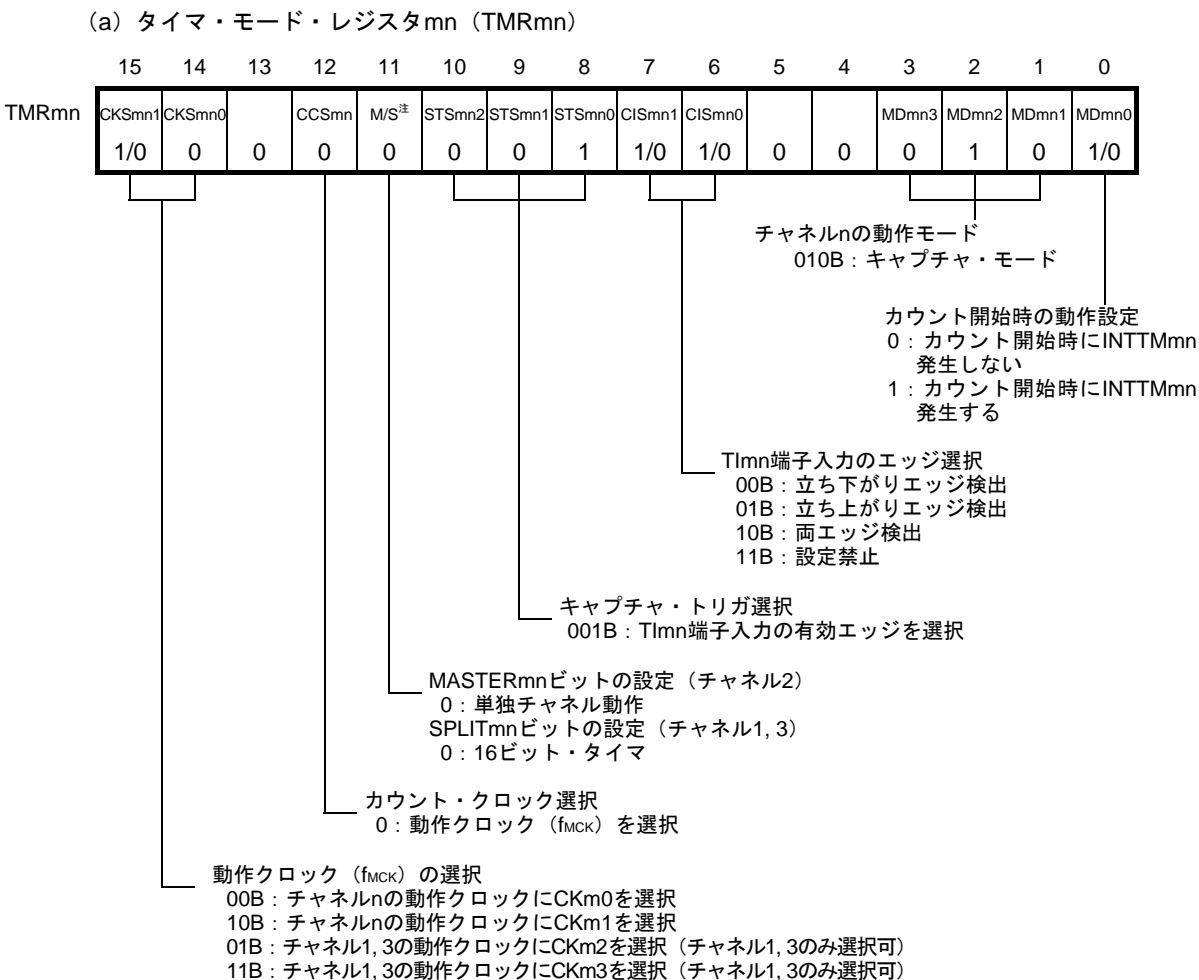 (a) タイマ・モード・レジスタmn（TMRmn）
15 14 13 12 11 10 9 8 7 6 5 4 3 2 1 0
TMRmn CKSmn1 CKSmn0 CCSmn M/S注 STSmn2 STSmn1 STSmn0 CISmn1 CISmn0 MDmn3 MDmn2 MDmn1 MDmn0
1/0 0 0 0 0 0 0 1 1/0 1/0 0 0 0 1 0 1/0
チャネルnの動作モード
010B：キャプチャ・モード
カウント開始時の動作設定
0：カウント開始時にINTTMmn
発生しない
1：カウント開始時にINTTMmn
発生する
TImn端子入力のエッジ選択
00B：立ち下がりエッジ検出
01B：立ち上がりエッジ検出
10B：両エッジ検出
11B：設定禁止
キャプチャ・トリガ選択
001B：TImn端子入力の有効エッジを選択
MASTERmnビットの設定（チャネル2）
0：単独チャネル動作
SPLITmnビットの設定（チャネル1, 3）
0：16ビット・タイマ
カウント・クロック選択
0：動作クロック（fMCK）を選択
動作クロック（fMCK）の選択
00B：チャネルnの動作クロックにCKm0を選択
10B：チャネルnの動作クロックにCKm1を選択
01B：チャネル1, 3の動作クロックにCKm2を選択（チャネル1, 3のみ選択可）
11B：チャネル1, 3の動作クロックにCKm3を選択（チャネル1, 3のみ選択可）